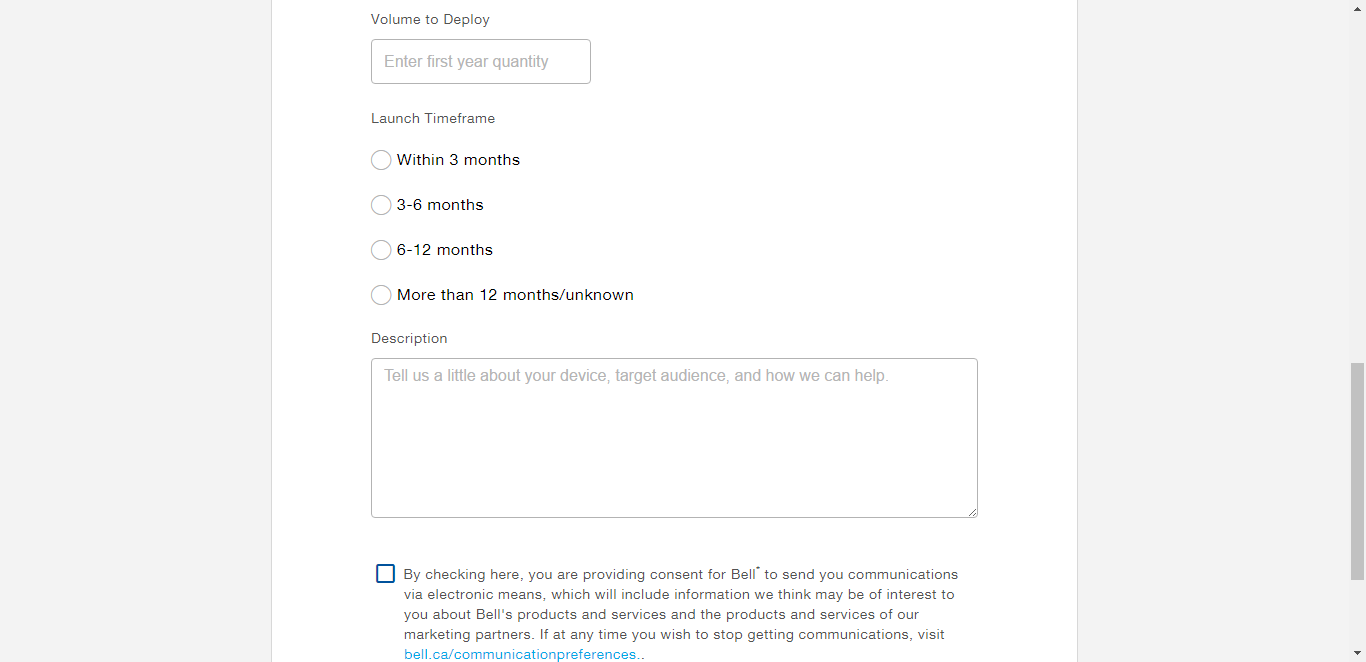 Volume to Deploy
Enter first year quantity
Launch Timeframe
Within 3 months
3-6 months
6-12 months
More than 12 months/unknown
Description
Tell us a little about your device, target audience, and how we can help.
By checking here, you are providing consent for Bell* to send you communications
via electronic means, which will include information we think may be of interest to
you about Bell's products and services and the products and services of our
marketing partners. If at any time you wish to stop getting communications, visit
bell.ca/communicationpreferences..